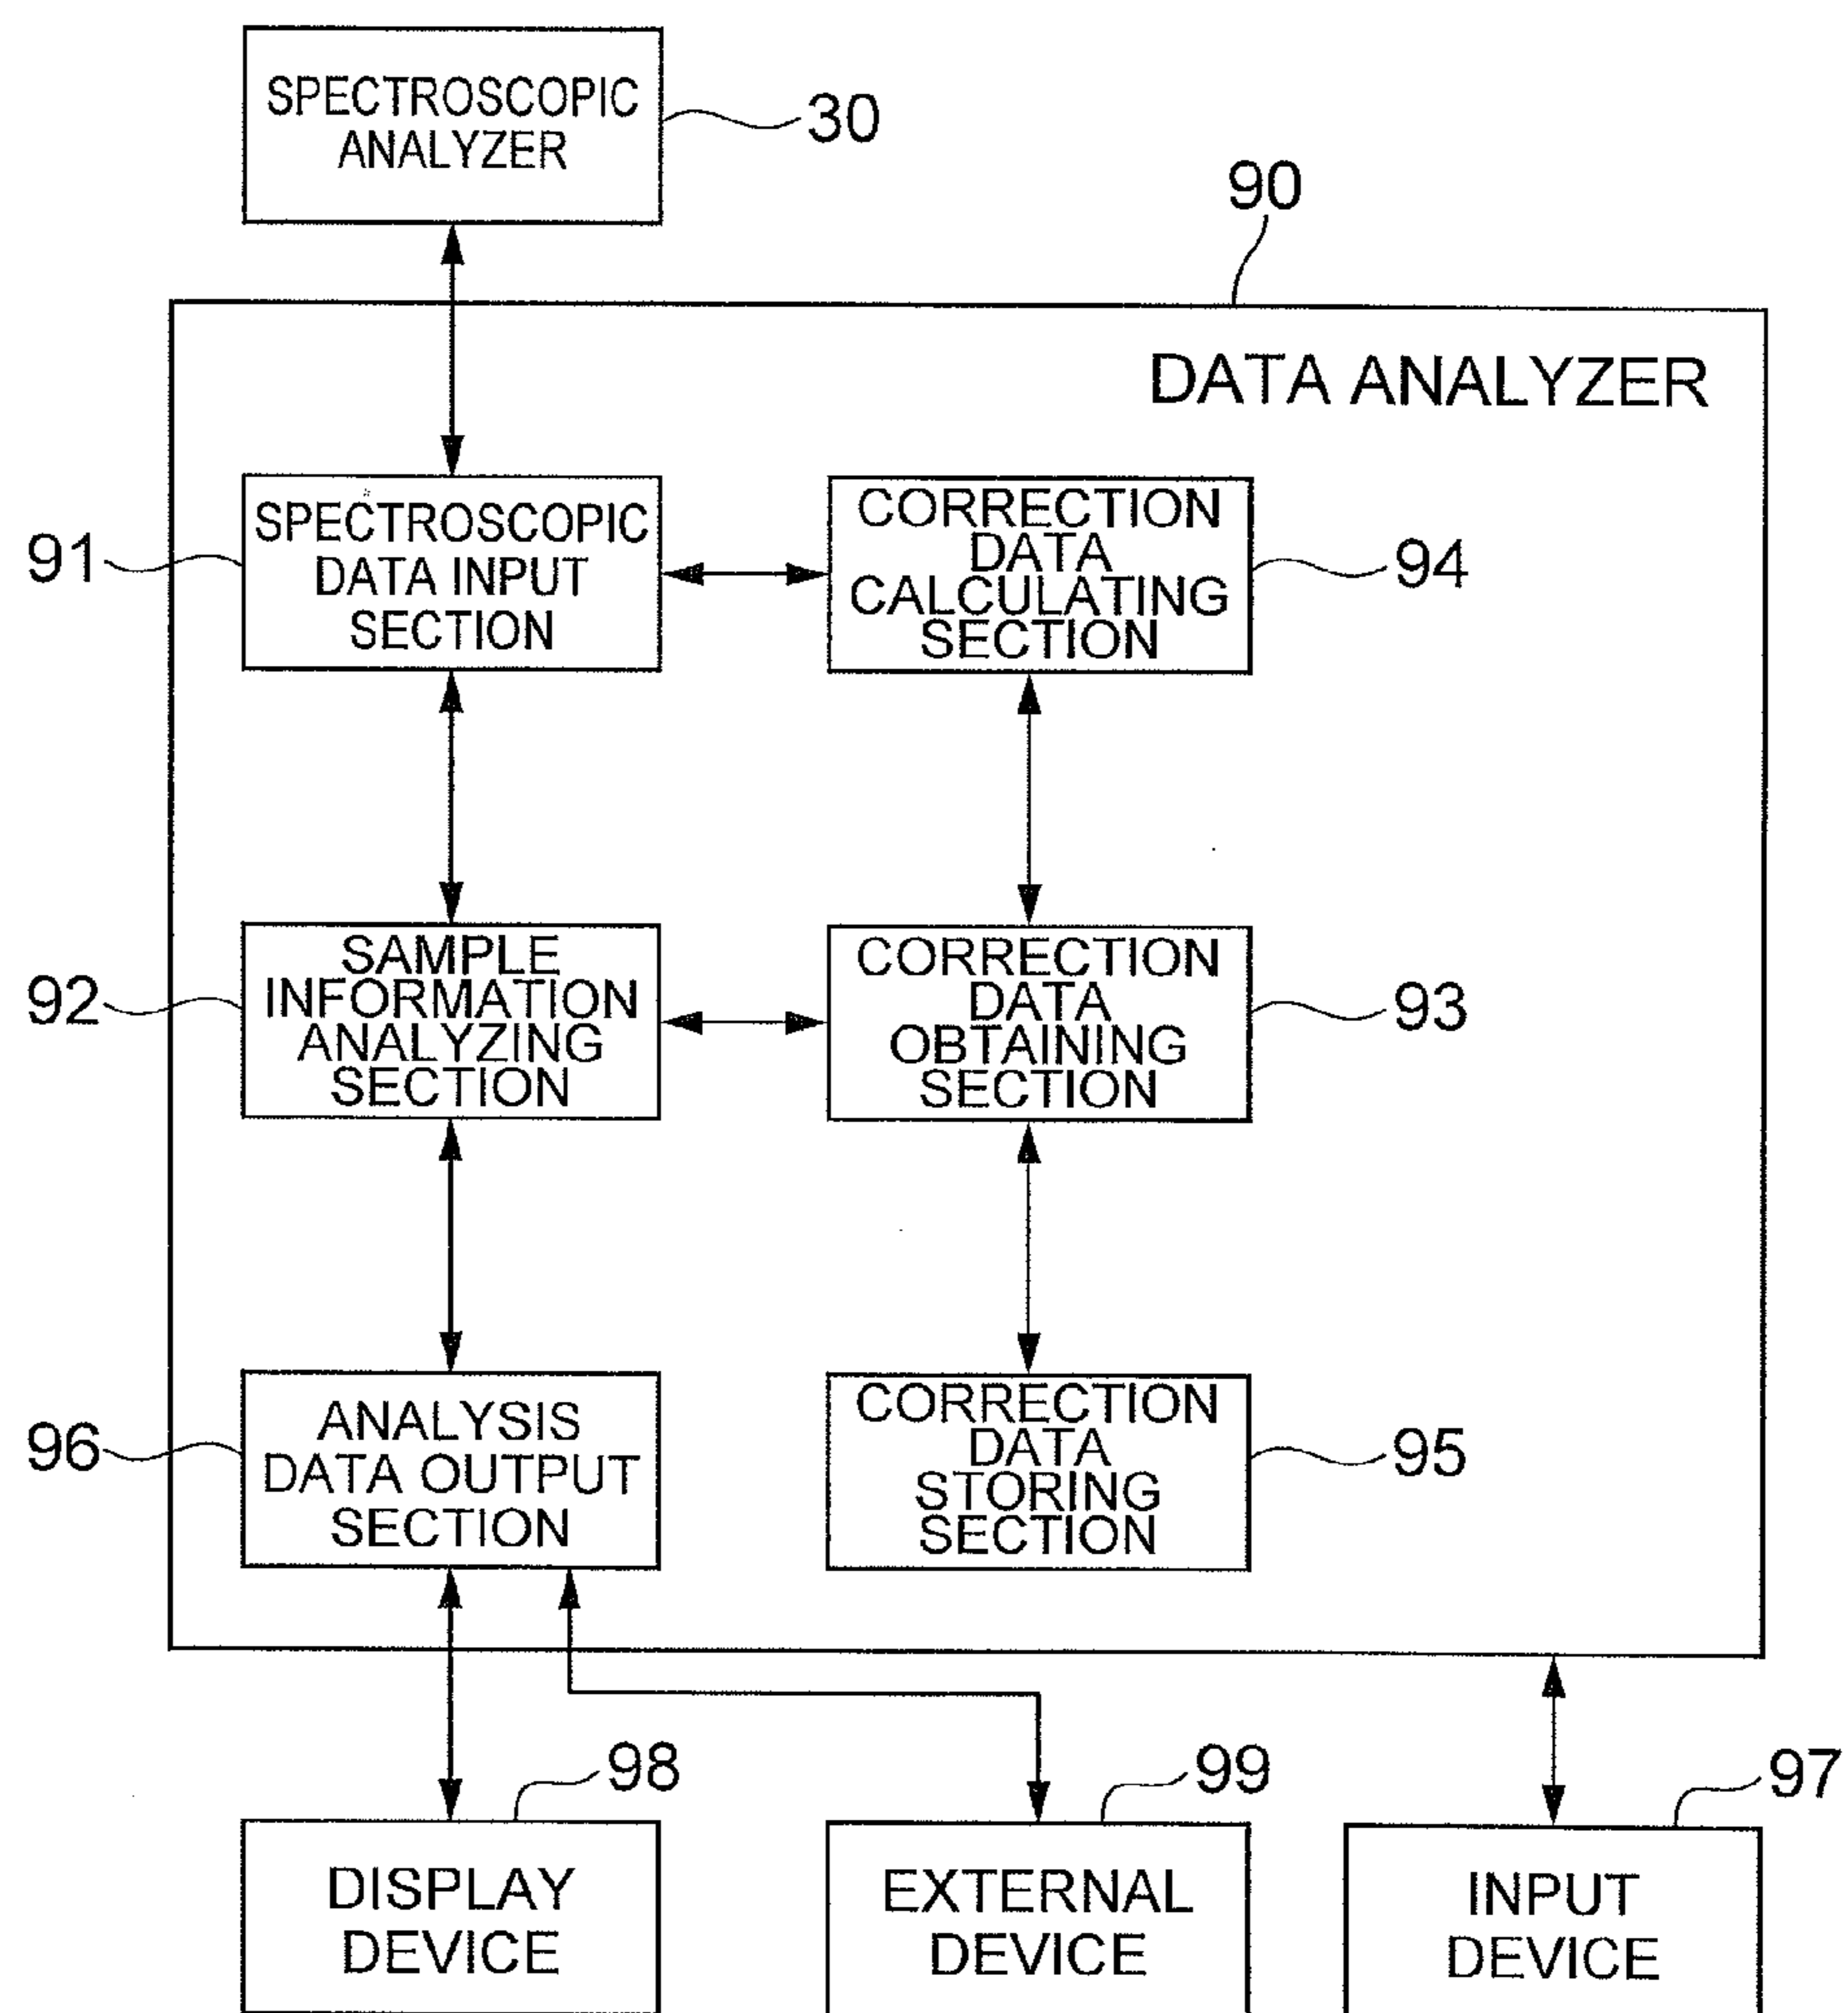 SPECTROSCOPIC
ANALYZER
30
90
DATA ANALYZER
91
SPECTROSCOPIC
DATA INPUT
SECTION
CORRECTION
DATA
CALCULATING
SECTION
94
92
SAMPLE
INFORMATION
ANALYZING
SECTION
CORRECTION
DATA
OBTAINING
SECTION
93
96
ANALYSIS
DATA OUTPUT
SECTION
CORRECTION
DATA
STORING
SECTION
95
98
DISPLAY
DEVICE
99
EXTERNAL
DEVICE
97
INPUT
DEVICE